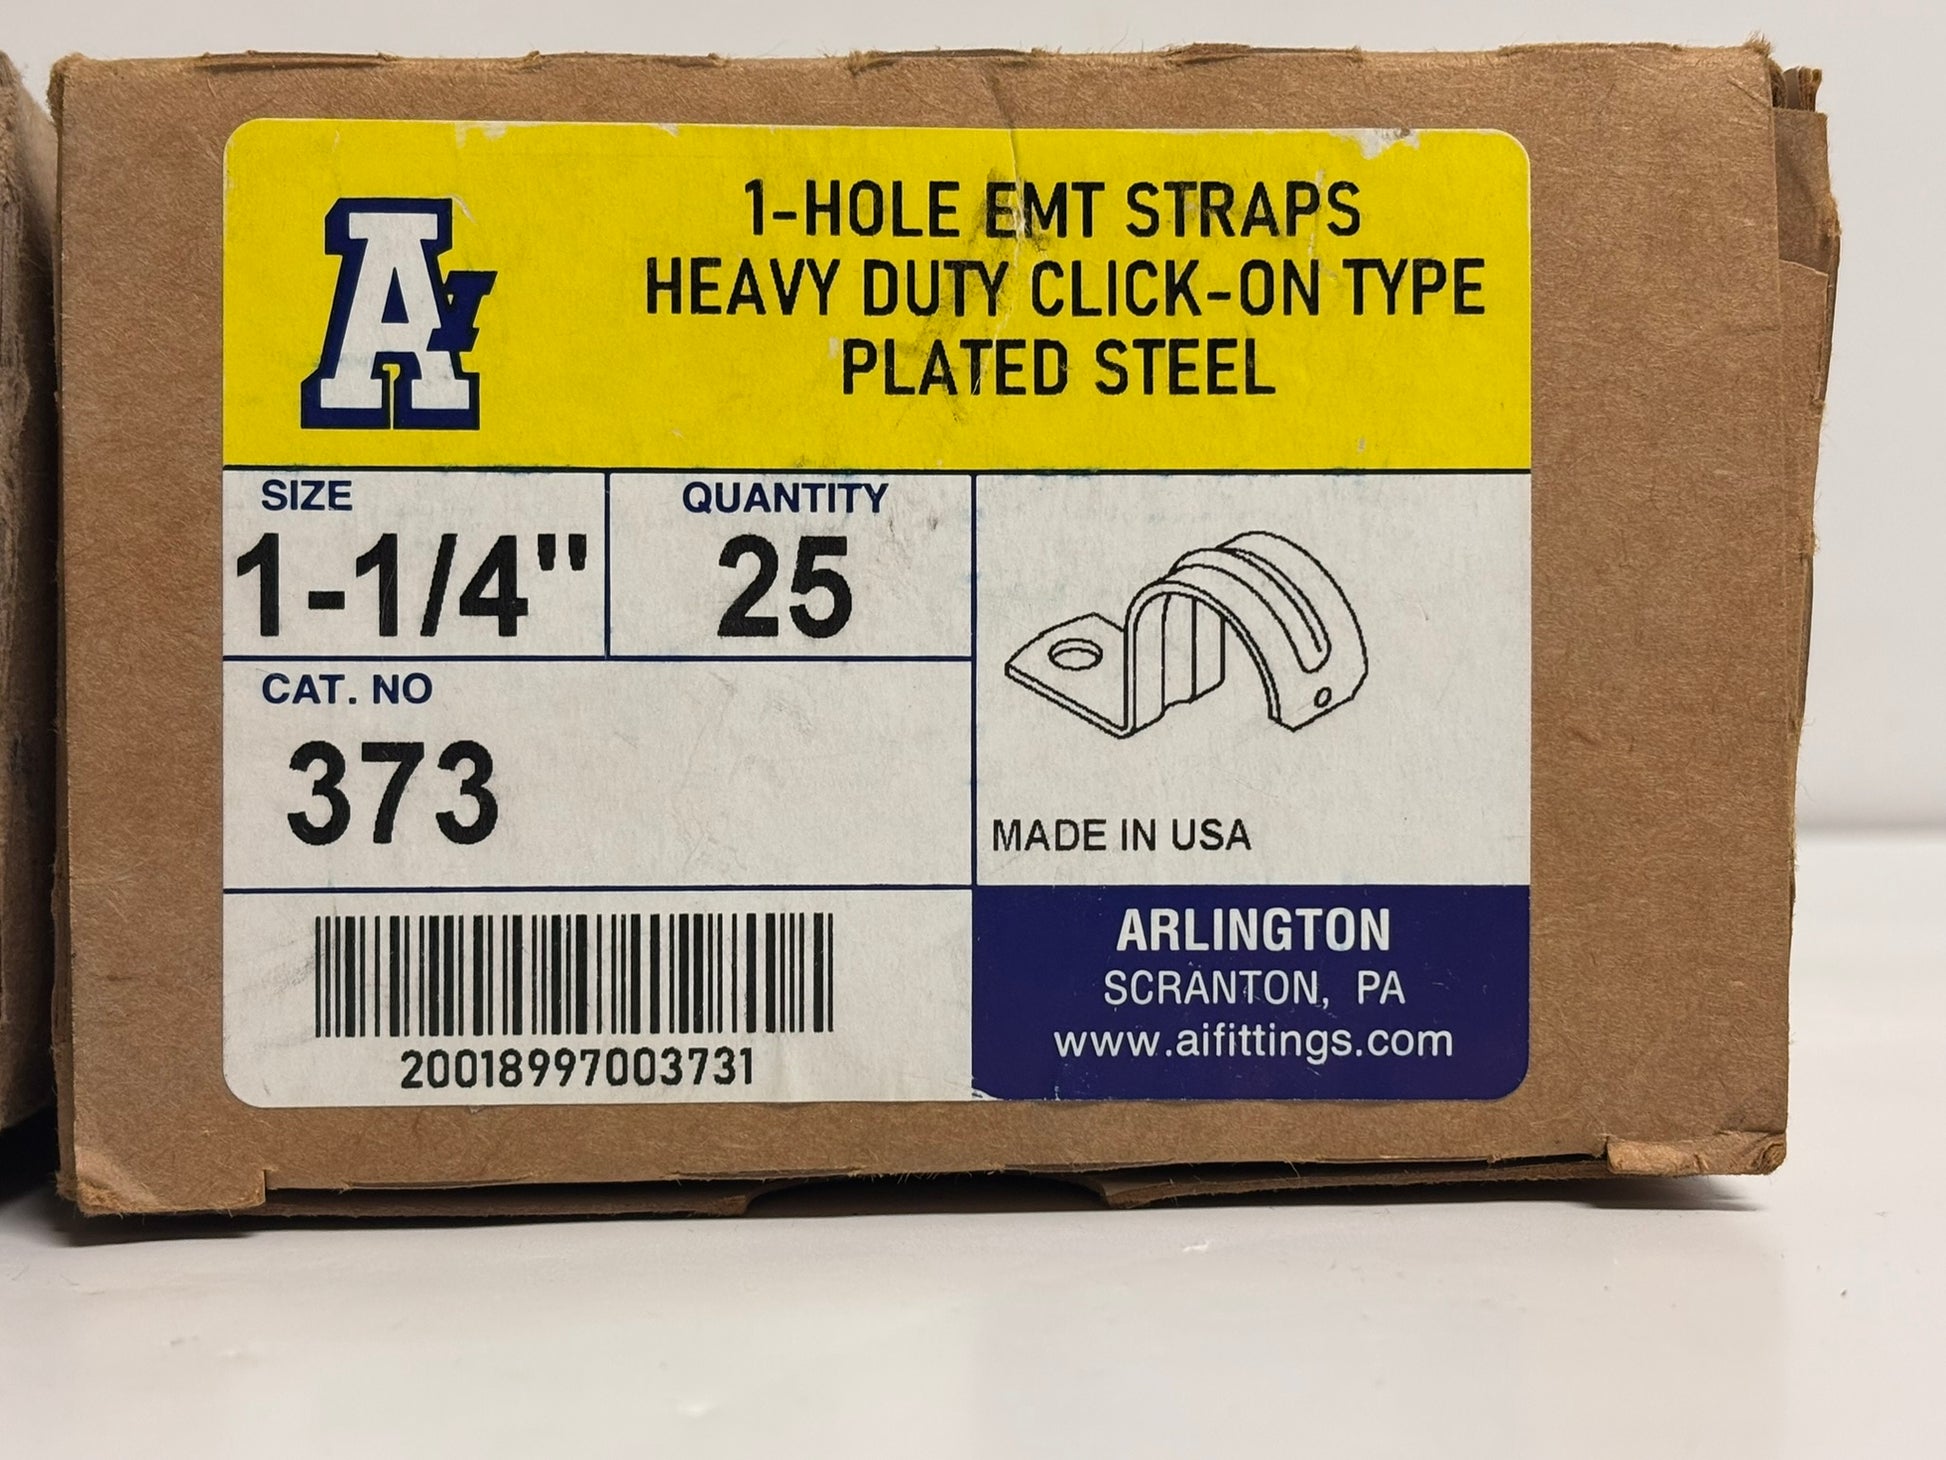 1-HOLE EMT STRAPS
HEAVY DUTY CLICK-ON TYPE
PLATED STEEL
SIZE
1-1/4"
QUANTITY
25
CAT. NO
373
MADE IN USA
20018997003731
ARLINGTON
SCRANTON, PA
www.aifittings.com